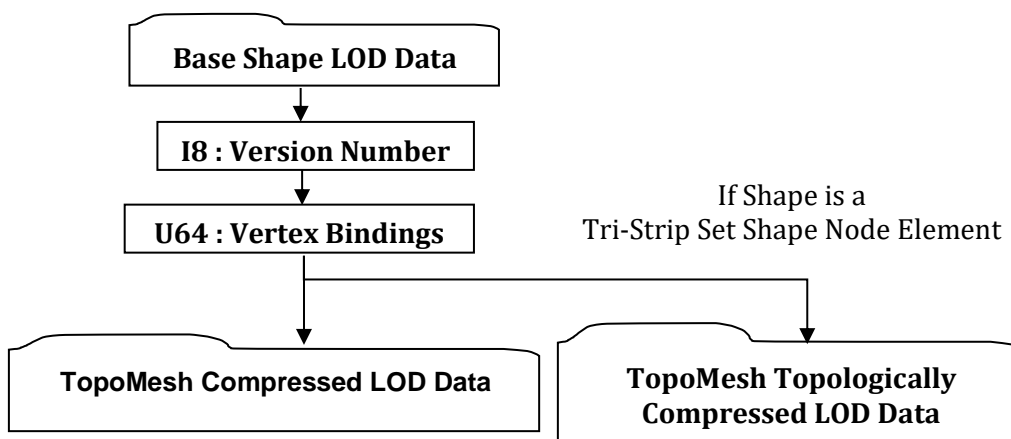 Base Shape LOD Data
I8 : Version Number
U64 : Vertex Bindings
If Shape is a
Tri-Strip Set Shape Node Element
TopoMesh Compressed LOD Data
TopoMesh Topologically
Compressed LOD Data